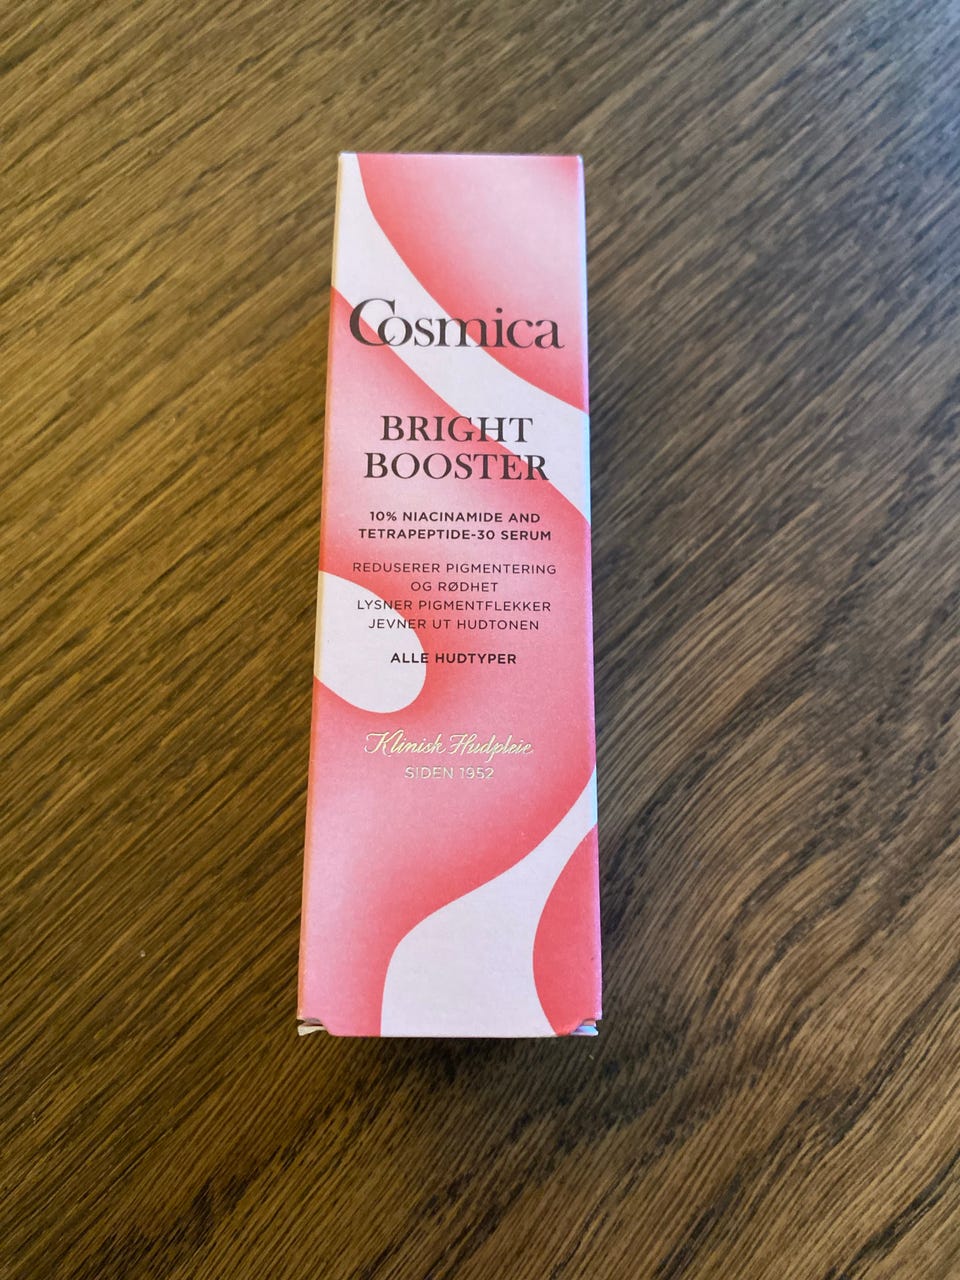 Cosmica
BRIGHT
BOOSTER
10% NIACINAMIDE AND
TETRAPEPTIDE-30 SERUM
REDUSERER PIGMENTERING
OG RØDHET
LYSNER PIGMENTFLEKKER
JEVNER UT HUDTONEN
ALLE HUDTYPER
Klinisk Hudpleie
SIDEN 1952